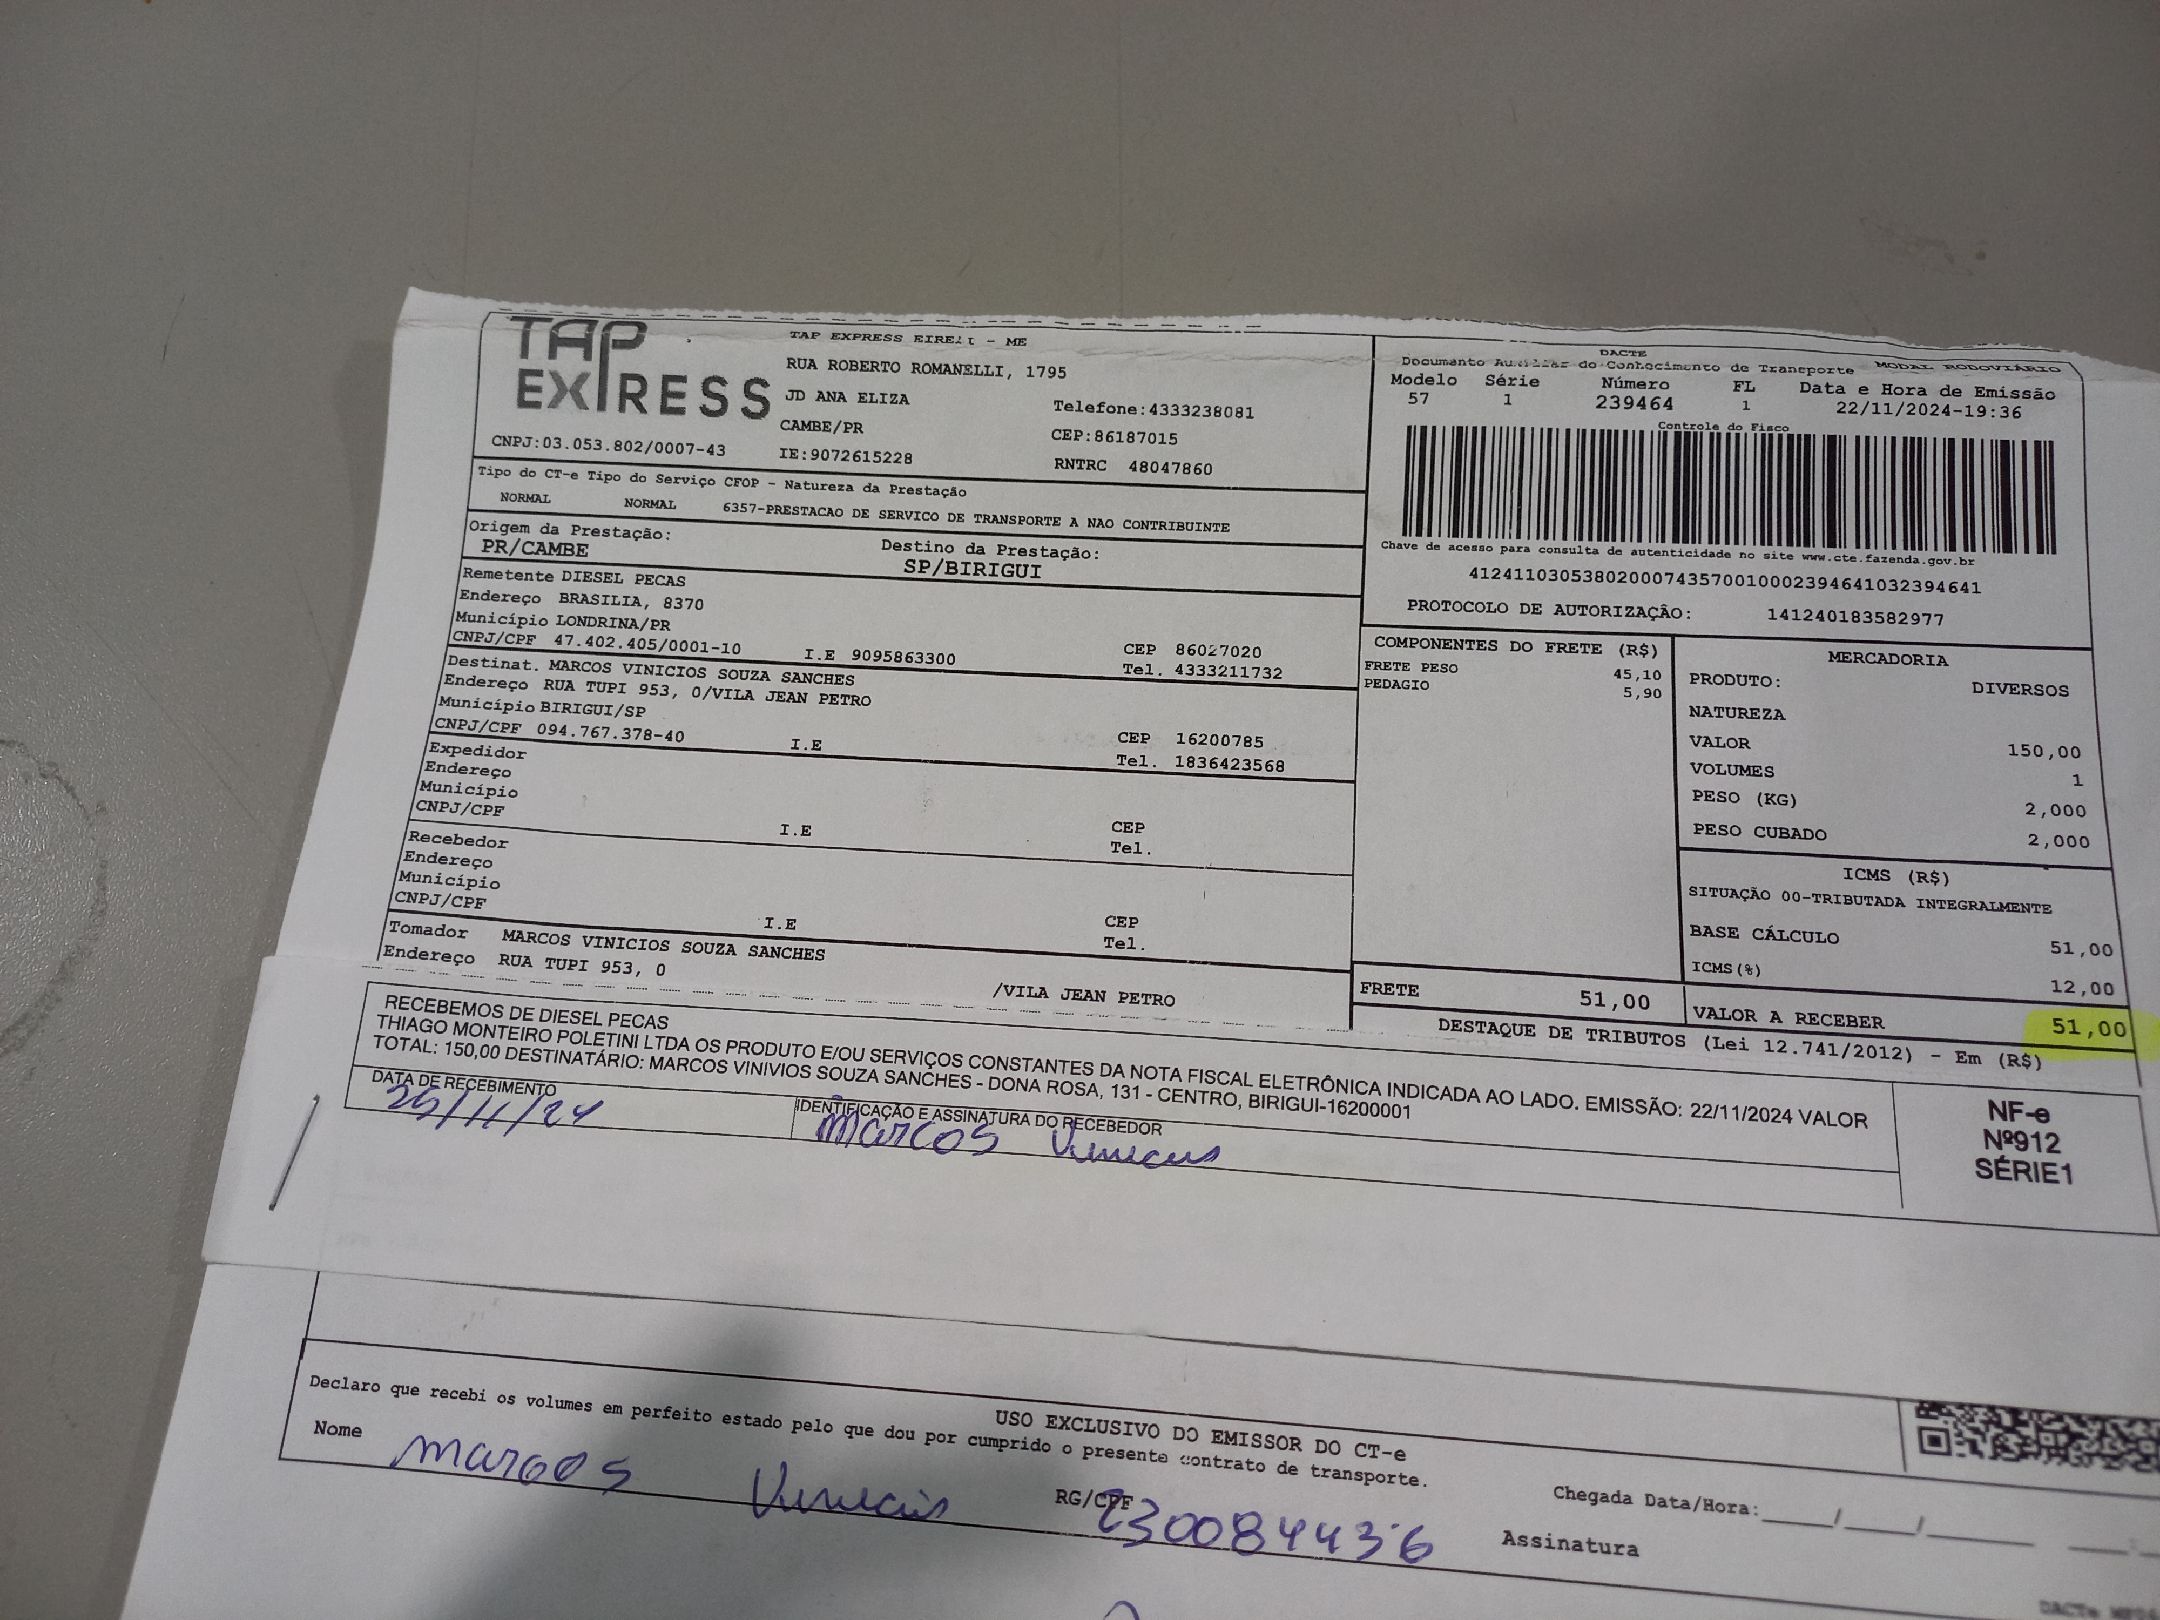 TAP EXPRESS
TAP EXPRESS EIRELI - ME
RUA ROBERTO ROMANELLI, 1795
JD ANA ELIZA
Telefone:4333238081
CAMBE/PR
CEP:86187015
CNPJ:03.053.802/0007-43
IE:9072615228
RNTRC 48047860
DACTE
Documento Auxiliar do Conhecimento de Transporte MODAL RODOVIÁRIO
Modelo Série Número FL Data e Hora de Emissão
57 1 239464 1 22/11/2024-19:36
Controle do Fisco
Chave de acesso para consulta de autenticidade no site www.cte.fazenda.gov.br
41241103053802000743570010002394641032394641
PROTOCOLO DE AUTORIZAÇÃO: 141240183582977
Tipo do CT-e Tipo do Serviço CFOP - Natureza da Prestação
NORMAL NORMAL 6357-PRESTACAO DE SERVICO DE TRANSPORTE A NAO CONTRIBUINTE
Origem da Prestação: Destino da Prestação:
PR/CAMBE SP/BIRIGUI
Remetente DIESEL PECAS
Endereço BRASILIA, 8370
Município LONDRINA/PR CEP 86027020
CNPJ/CPF 47.402.405/0001-10 I.E 9095863300 Tel. 4333211732
Destinat. MARCOS VINICIOS SOUZA SANCHES
Endereço RUA TUPI 953, 0/VILA JEAN PETRO
Município BIRIGUI/SP CEP 16200785
CNPJ/CPF 094.767.378-40 I.E Tel. 1836423568
Expedidor
Endereço
Município CEP
CNPJ/CPF I.E Tel.
Recebedor
Endereço
Município CEP
CNPJ/CPF I.E Tel.
Tomador MARCOS VINICIOS SOUZA SANCHES
Endereço RUA TUPI 953, 0 /VILA JEAN PETRO
COMPONENTES DO FRETE (R$)
FRETE PESO 45,10
PEDAGIO 5,90
MERCADORIA
PRODUTO: DIVERSOS
NATUREZA
VALOR 150,00
VOLUMES 1
PESO (KG) 2,000
PESO CUBADO 2,000
ICMS (R$)
SITUAÇÃO 00-TRIBUTADA INTEGRALMENTE
BASE CÁLCULO 51,00
ICMS(%) 12,00
FRETE 51,00 VALOR A RECEBER 51,00
DESTAQUE DE TRIBUTOS (Lei 12.741/2012) - Em (R$)
RECEBEMOS DE DIESEL PECAS
THIAGO MONTEIRO POLETINI LTDA OS PRODUTO E/OU SERVIÇOS CONSTANTES DA NOTA FISCAL ELETRÔNICA INDICADA AO LADO. EMISSÃO: 22/11/2024 VALOR
TOTAL: 150,00 DESTINATÁRIO: MARCOS VINIVIOS SOUZA SANCHES - DONA ROSA, 131 - CENTRO, BIRIGUI-16200001
DATA DE RECEBIMENTO IDENTIFICAÇÃO E ASSINATURA DO RECEBEDOR
25/11/24 Marcos Vinicius
NF-e
Nº912
SÉRIE1
USO EXCLUSIVO DO EMISSOR DO CT-e
Declaro que recebi os volumes em perfeito estado pelo que dou por cumprido o presente contrato de transporte.
Nome Marcos Vinicius RG/CPF 230084436 Chegada Data/Hora:____/____/______
Assinatura